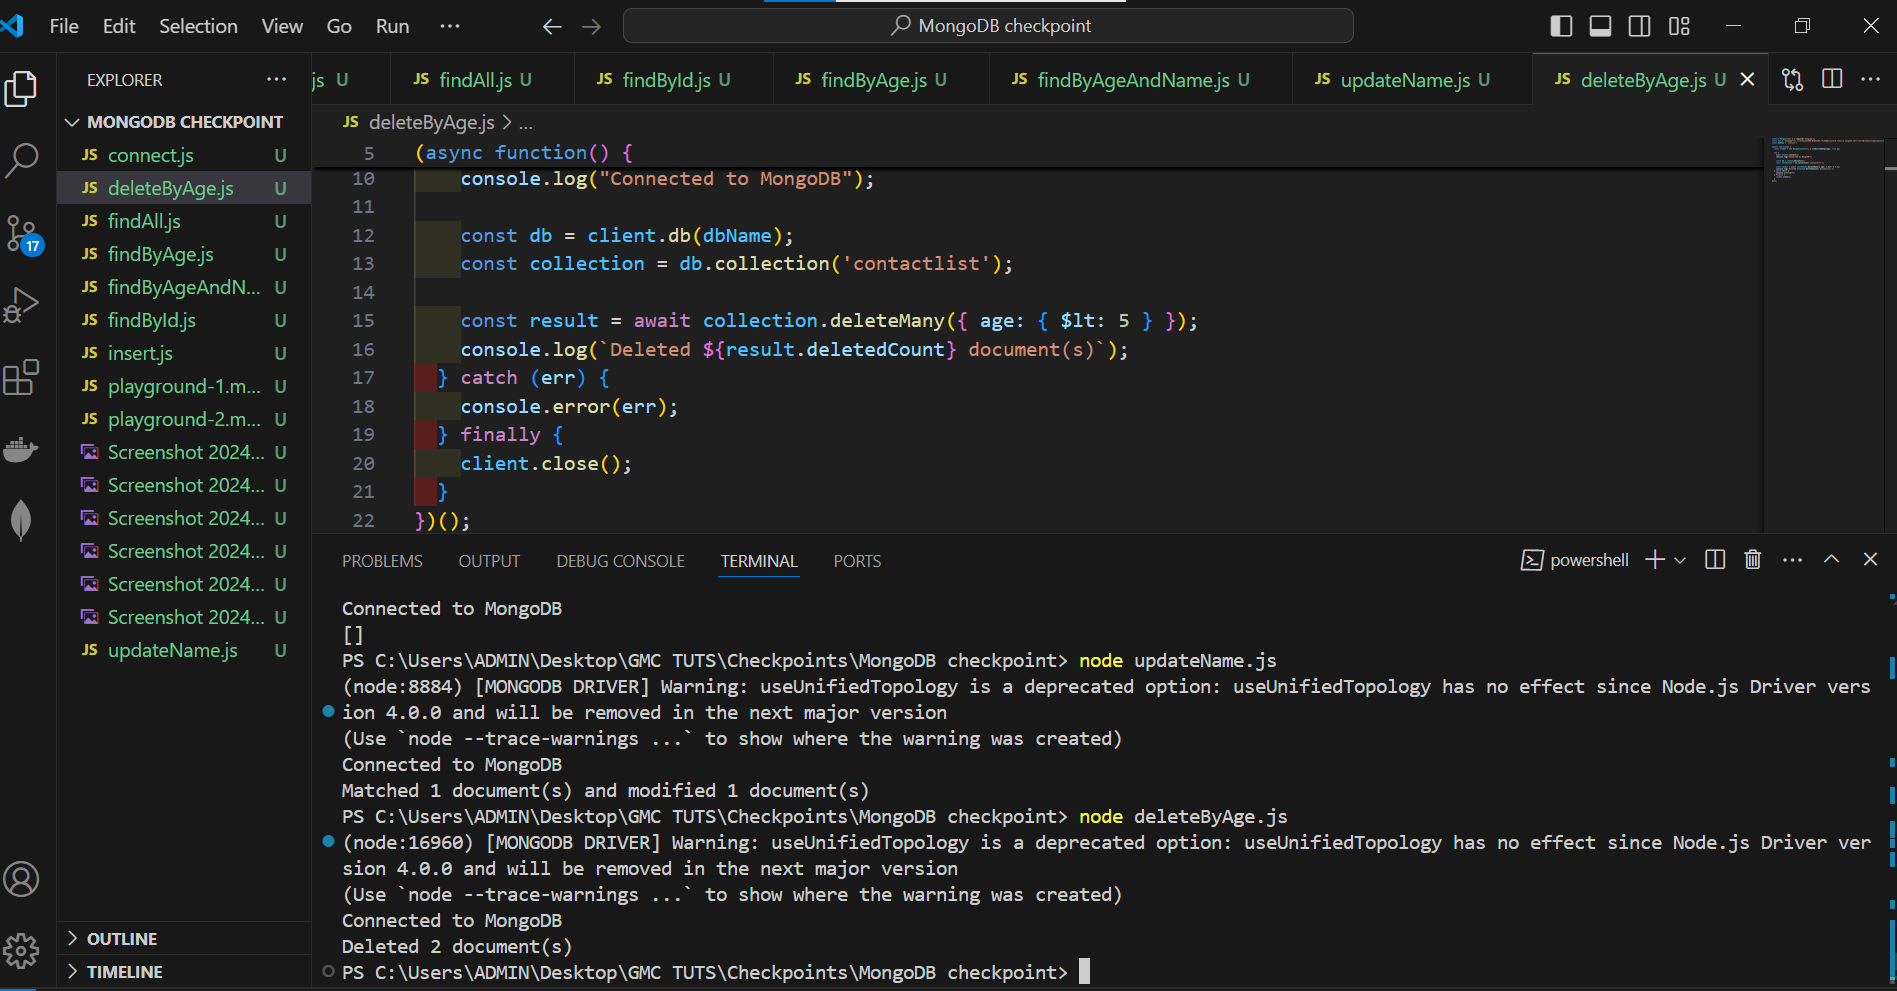 File Edit Selection View Go Run ...
MongoDB checkpoint
EXPLORER ...
MONGODB CHECKPOINT
JS connect.js U
JS deleteByAge.js U
JS findAll.js U
JS findByAge.js U
JS findByAgeAndN... U
JS findById.js U
JS insert.js U
JS playground-1.m... U
JS playground-2.m... U
Screenshot 2024... U
Screenshot 2024... U
Screenshot 2024... U
Screenshot 2024... U
Screenshot 2024... U
Screenshot 2024... U
JS updateName.js U
17
OUTLINE
TIMELINE
js U JS findAll.js U JS findById.js U JS findByAge.js U JS findByAgeAndName.js U JS updateName.js U JS deleteByAge.js U
JS deleteByAge.js > ...
5 (async function() {
10 console.log("Connected to MongoDB");
11
12 const db = client.db(dbName);
13 const collection = db.collection('contactlist');
14
15 const result = await collection.deleteMany({ age: { $lt: 5 } });
16 console.log(`Deleted ${result.deletedCount} document(s)`);
17 } catch (err) {
18 console.error(err);
19 } finally {
20 client.close();
21 }
22 })();
PROBLEMS OUTPUT DEBUG CONSOLE TERMINAL PORTS
powershell
Connected to MongoDB
[]
PS C:\Users\ADMIN\Desktop\GMC TUTS\Checkpoints\MongoDB checkpoint> node updateName.js
(node:8884) [MONGODB DRIVER] Warning: useUnifiedTopology is a deprecated option: useUnifiedTopology has no effect since Node.js Driver vers
ion 4.0.0 and will be removed in the next major version
(Use `node --trace-warnings ...` to show where the warning was created)
Connected to MongoDB
Matched 1 document(s) and modified 1 document(s)
PS C:\Users\ADMIN\Desktop\GMC TUTS\Checkpoints\MongoDB checkpoint> node deleteByAge.js
(node:16960) [MONGODB DRIVER] Warning: useUnifiedTopology is a deprecated option: useUnifiedTopology has no effect since Node.js Driver ver
sion 4.0.0 and will be removed in the next major version
(Use `node --trace-warnings ...` to show where the warning was created)
Connected to MongoDB
Deleted 2 document(s)
PS C:\Users\ADMIN\Desktop\GMC TUTS\Checkpoints\MongoDB checkpoint>